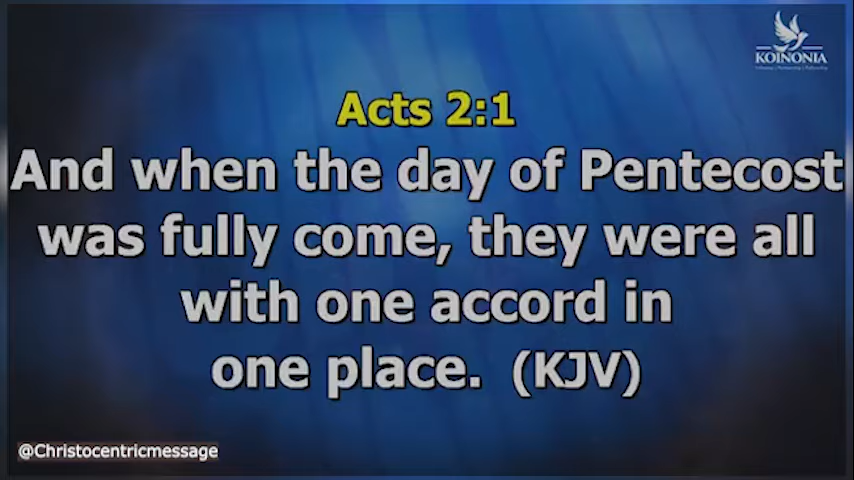 KOINONIA
Acts 2:1
And when the day of Pentecost
was fully come, they were all
with one accord in
one place. (KJV)
@Christocentricmessage